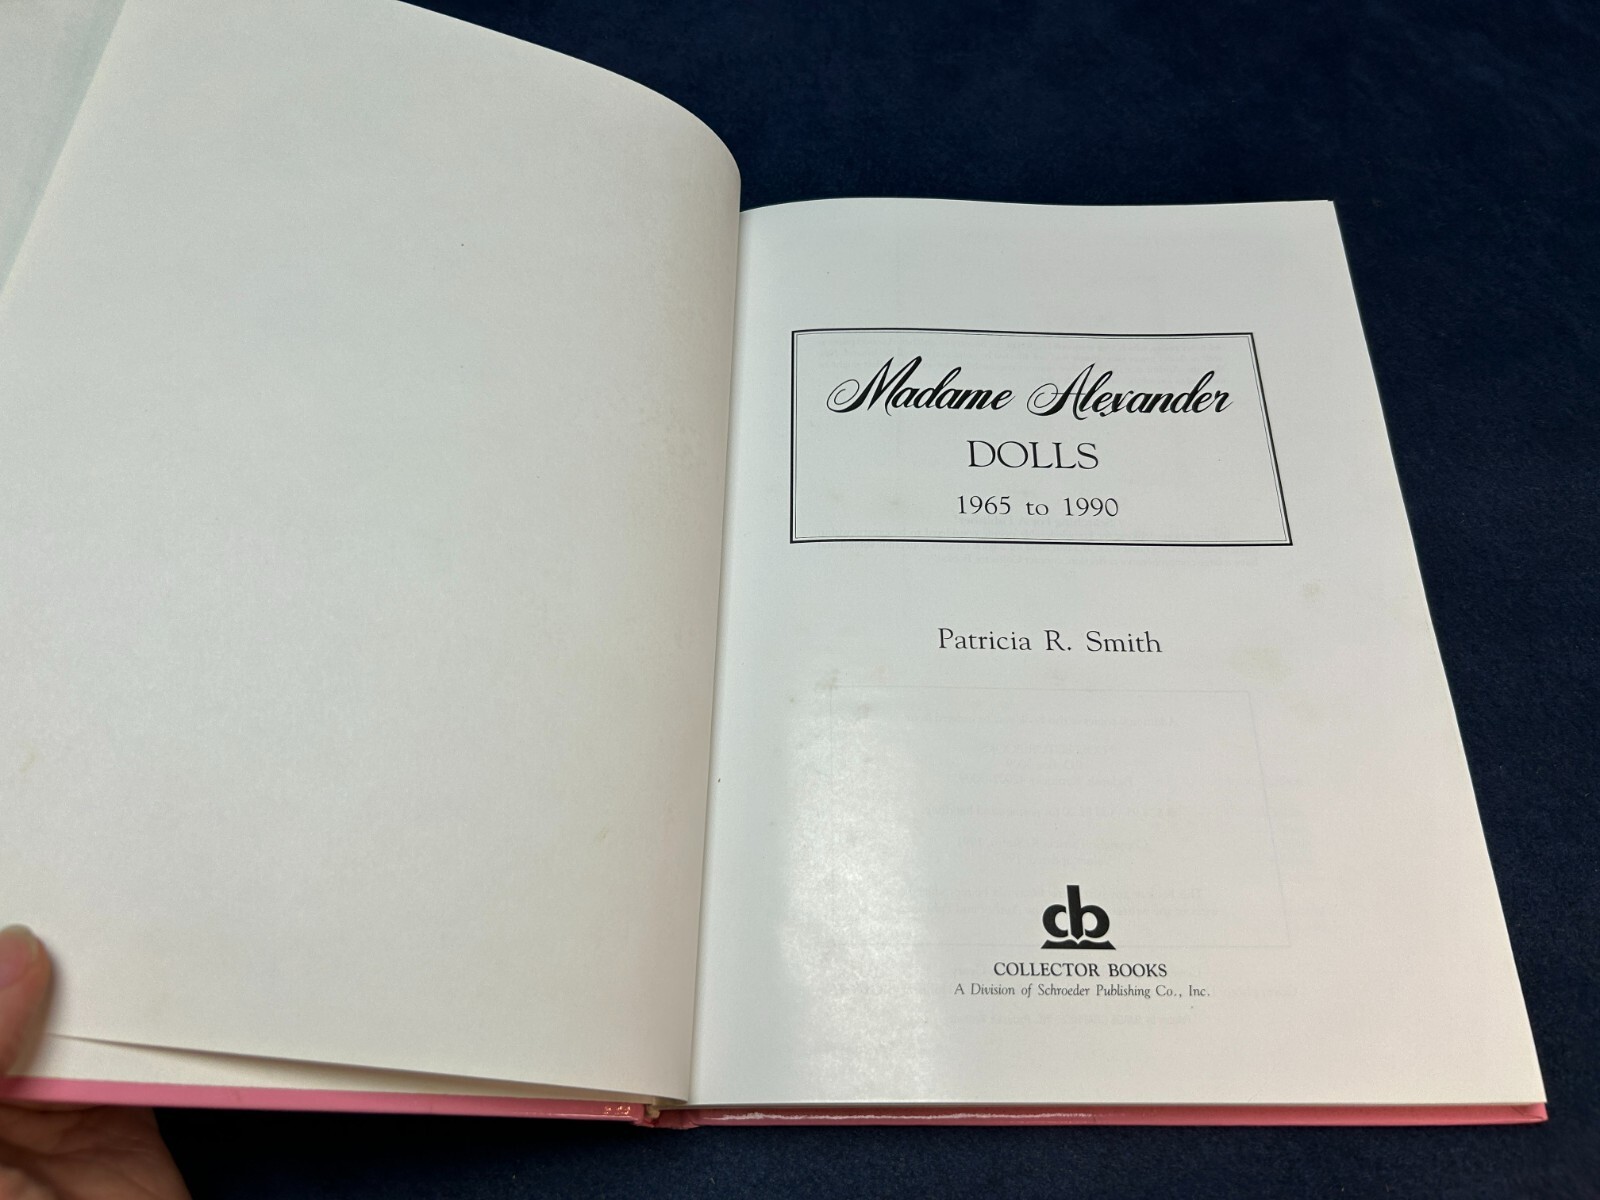 Madame Alexander
DOLLS
1965 to 1990
Patricia R. Smith
cb
COLLECTOR BOOKS
A Division of Schroeder Publishing Co., Inc.